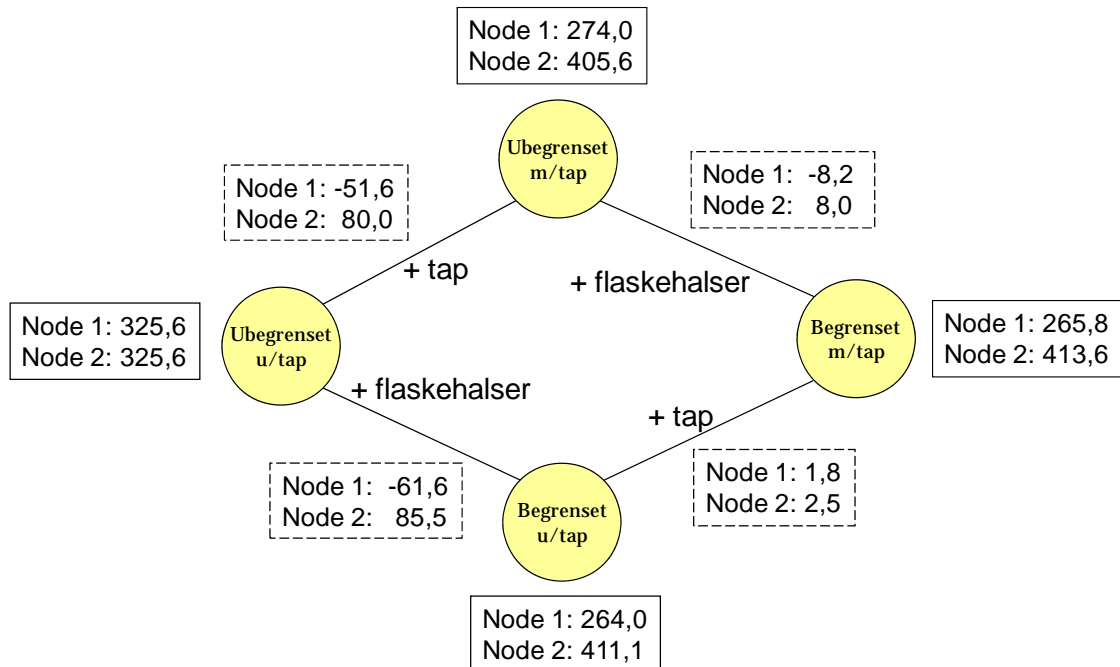 Node 1: 274,0
Node 2: 405,6
Ubegrenset
m/tap
Node 1: -51,6
Node 2: 80,0
Node 1: -8,2
Node 2: 8,0
+ tap
+ flaskehalser
Node 1: 325,6
Node 2: 325,6
Ubegrenset
u/tap
Begrenset
m/tap
Node 1: 265,8
Node 2: 413,6
+ flaskehalser
+ tap
Node 1: -61,6
Node 2: 85,5
Begrenset
u/tap
Node 1: 1,8
Node 2: 2,5
Node 1: 264,0
Node 2: 411,1